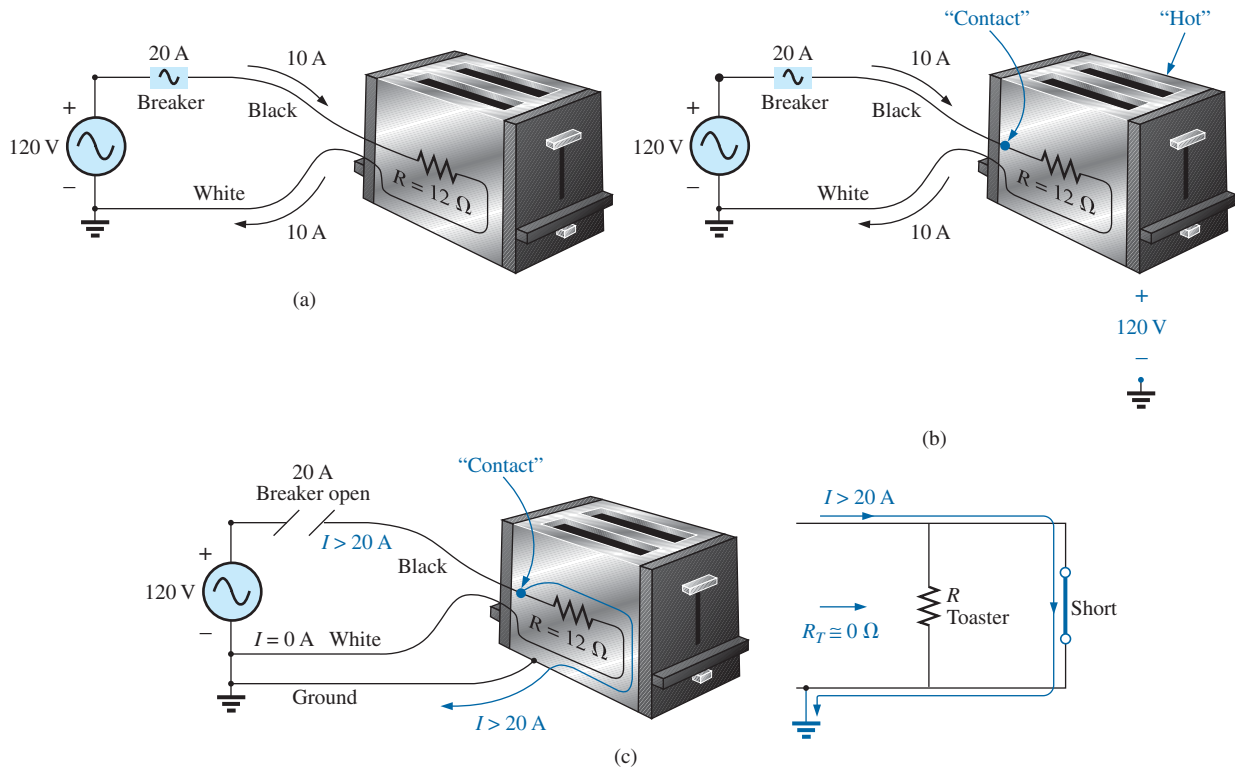 20 A
Breaker
10 A
Black
+
120 V
–
White
10 A
R = 12 Ω
(a)
"Contact"
"Hot"
20 A
Breaker
10 A
Black
+
120 V
–
White
10 A
R = 12 Ω
+
120 V
–
(b)
20 A
Breaker open
I > 20 A
"Contact"
Black
+
120 V
–
I = 0 A White
R = 12 Ω
Ground
I > 20 A
I > 20 A
R
Toaster
Short
R_T ≅ 0 Ω
(c)